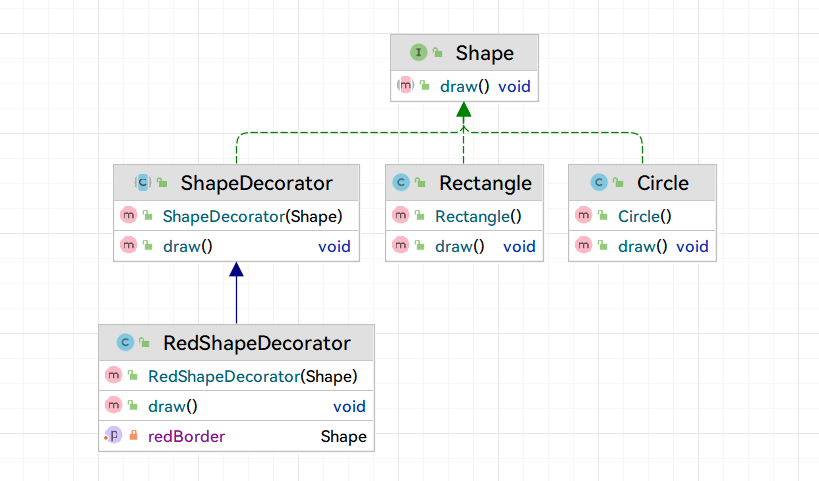 I Shape
m draw() void
C ShapeDecorator
m ShapeDecorator(Shape)
m draw() void
C Rectangle
m Rectangle()
m draw() void
C Circle
m Circle()
m draw() void
C RedShapeDecorator
m RedShapeDecorator(Shape)
m draw() void
p redBorder Shape